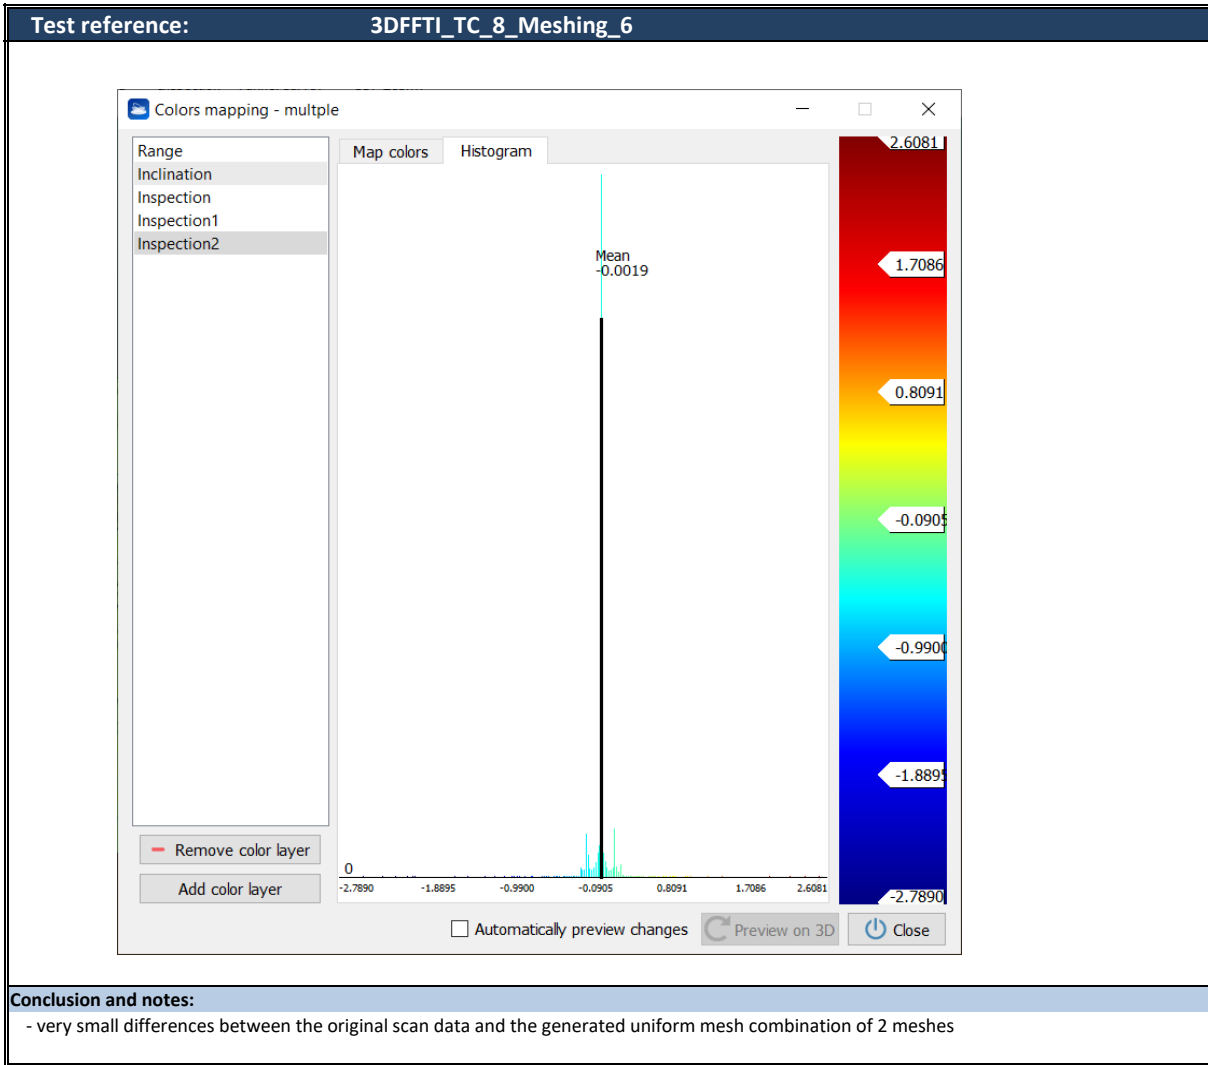 Test reference: 3DFFTI_TC_8_Meshing_6
Colors mapping - multple
Range
Inclination
Inspection
Inspection1
Inspection2
Map colors Histogram
Mean
-0.0019
0
-2.7890 -1.8895 -0.9900 -0.0905 0.8091 1.7086 2.6081
2.6081
1.7086
0.8091
-0.0905
-0.9900
-1.8895
-2.7890
Remove color layer
Add color layer
Automatically preview changes Preview on 3D Close
Conclusion and notes:
- very small differences between the original scan data and the generated uniform mesh combination of 2 meshes